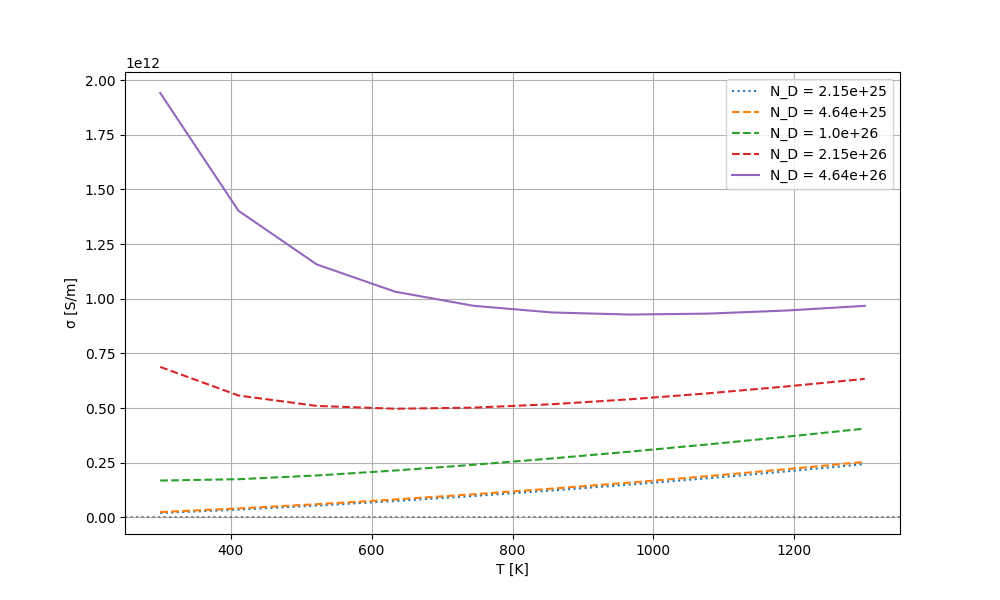 1e12
2.00
1.75
1.50
1.25
1.00
0.75
0.50
0.25
0.00
σ [S/m]
N_D = 2.15e+25
N_D = 4.64e+25
N_D = 1.0e+26
N_D = 2.15e+26
N_D = 4.64e+26
400
600
800
1000
1200
T [K]